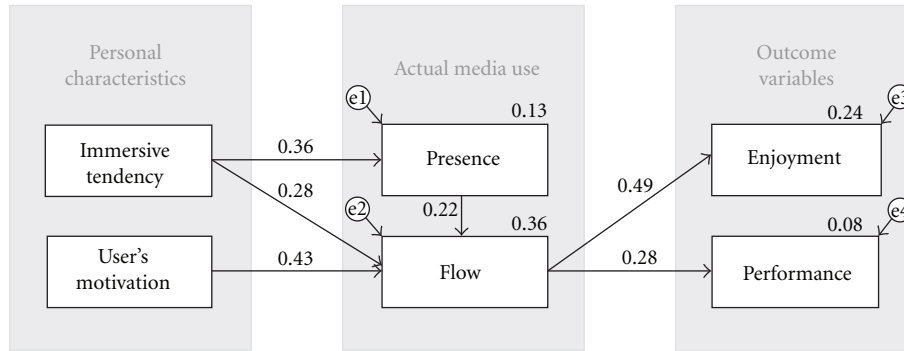 Personal
characteristics
Immersive
tendency
User's
motivation
0.36
0.28
0.43
Actual media use
e1
0.13
Presence
0.22
e2
0.36
Flow
0.49
0.28
Outcome
variables
e3
0.24
Enjoyment
e4
0.08
Performance